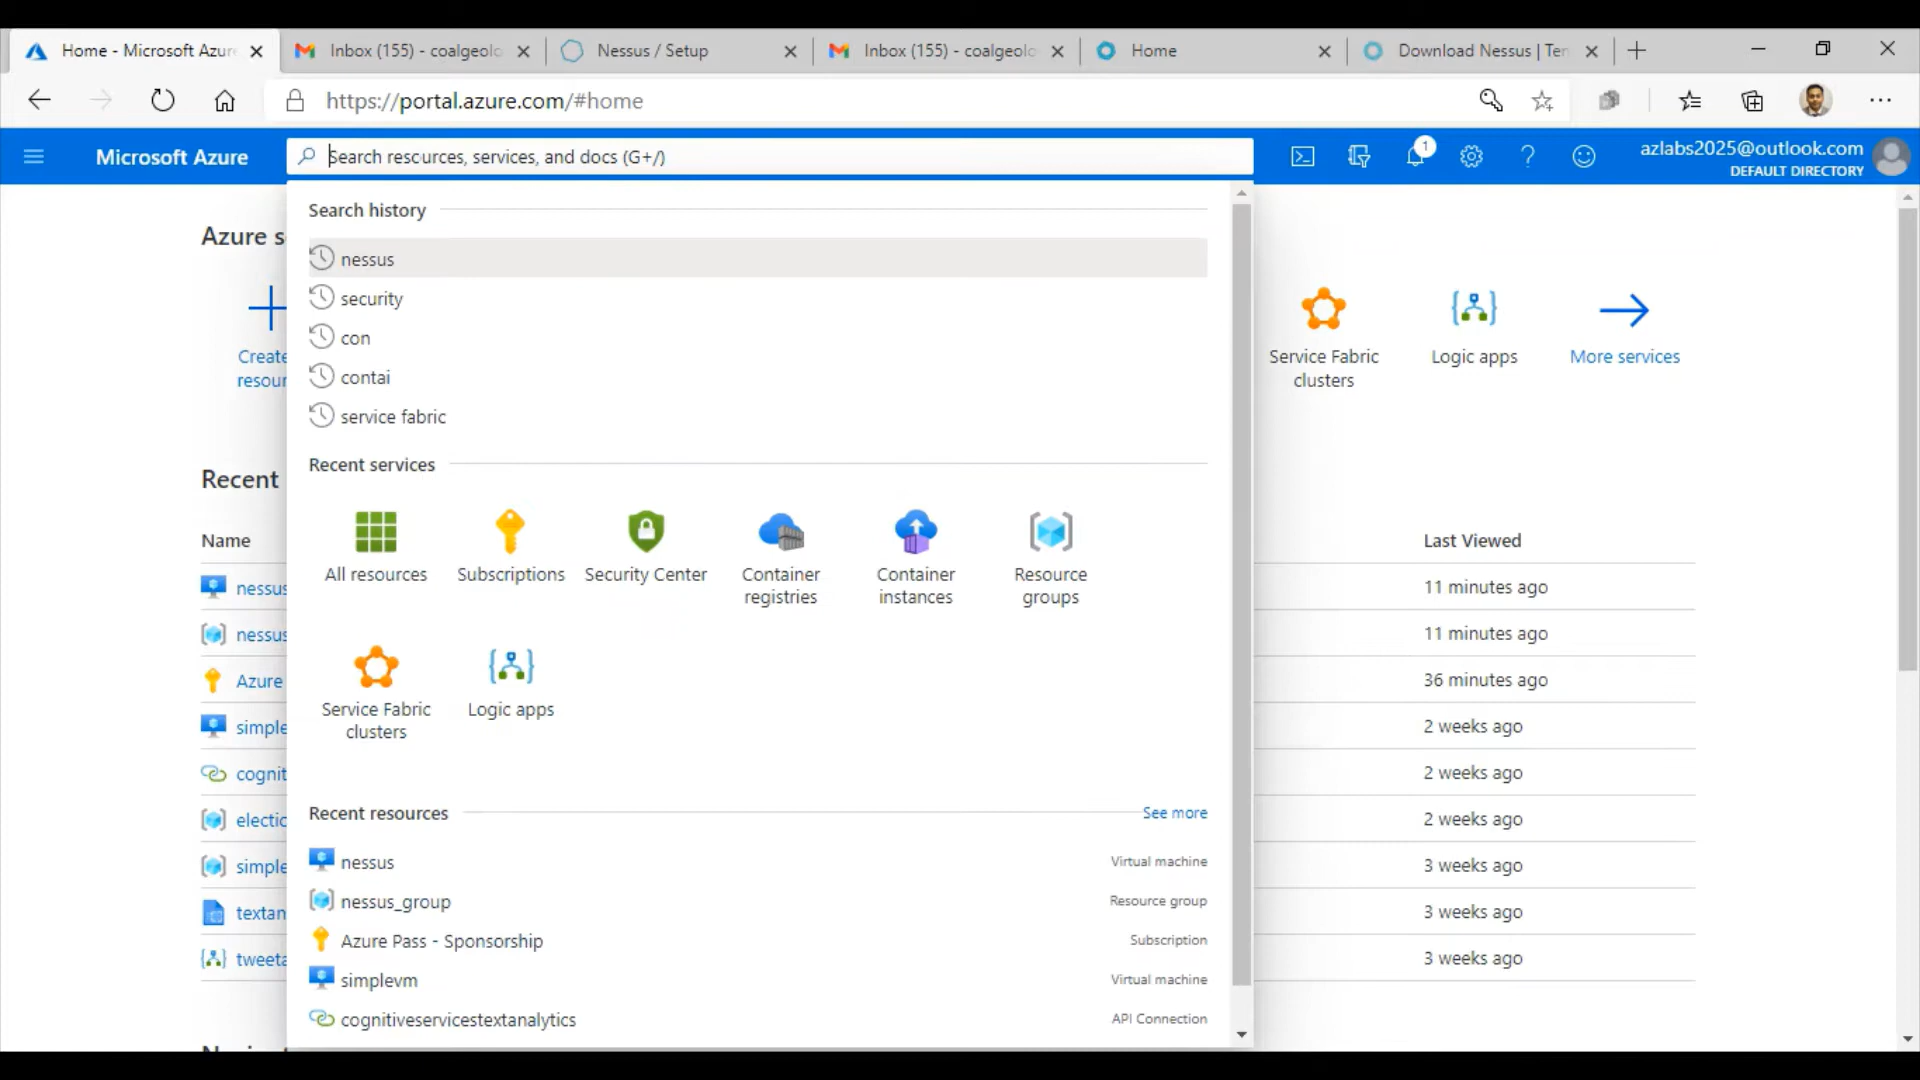 Home - Microsoft Azure
Inbox (155) - coalgeolo
Nessus / Setup
Inbox (155) - coalgeolo
Home
Download Nessus | Ten
https://portal.azure.com/#home
Microsoft Azure
Search resources, services, and docs (G+/)
1
azlabs2025@outlook.com
DEFAULT DIRECTORY
Search history
nessus
security
con
contai
service fabric
Azure s
Create
resour
Service Fabric
clusters
Logic apps
More services
Recent services
All resources
Subscriptions
Security Center
Container
registries
Container
instances
Resource
groups
Service Fabric
clusters
Logic apps
Recent resources
See more
nessus
Virtual machine
nessus_group
Resource group
Azure Pass - Sponsorship
Subscription
simplevm
Virtual machine
cognitiveservicestextanalytics
API Connection
Recent
Name
Last Viewed
nessus
11 minutes ago
nessus
11 minutes ago
Azure
36 minutes ago
simple
2 weeks ago
cognit
2 weeks ago
electio
2 weeks ago
simple
3 weeks ago
textan
3 weeks ago
tweeta
3 weeks ago